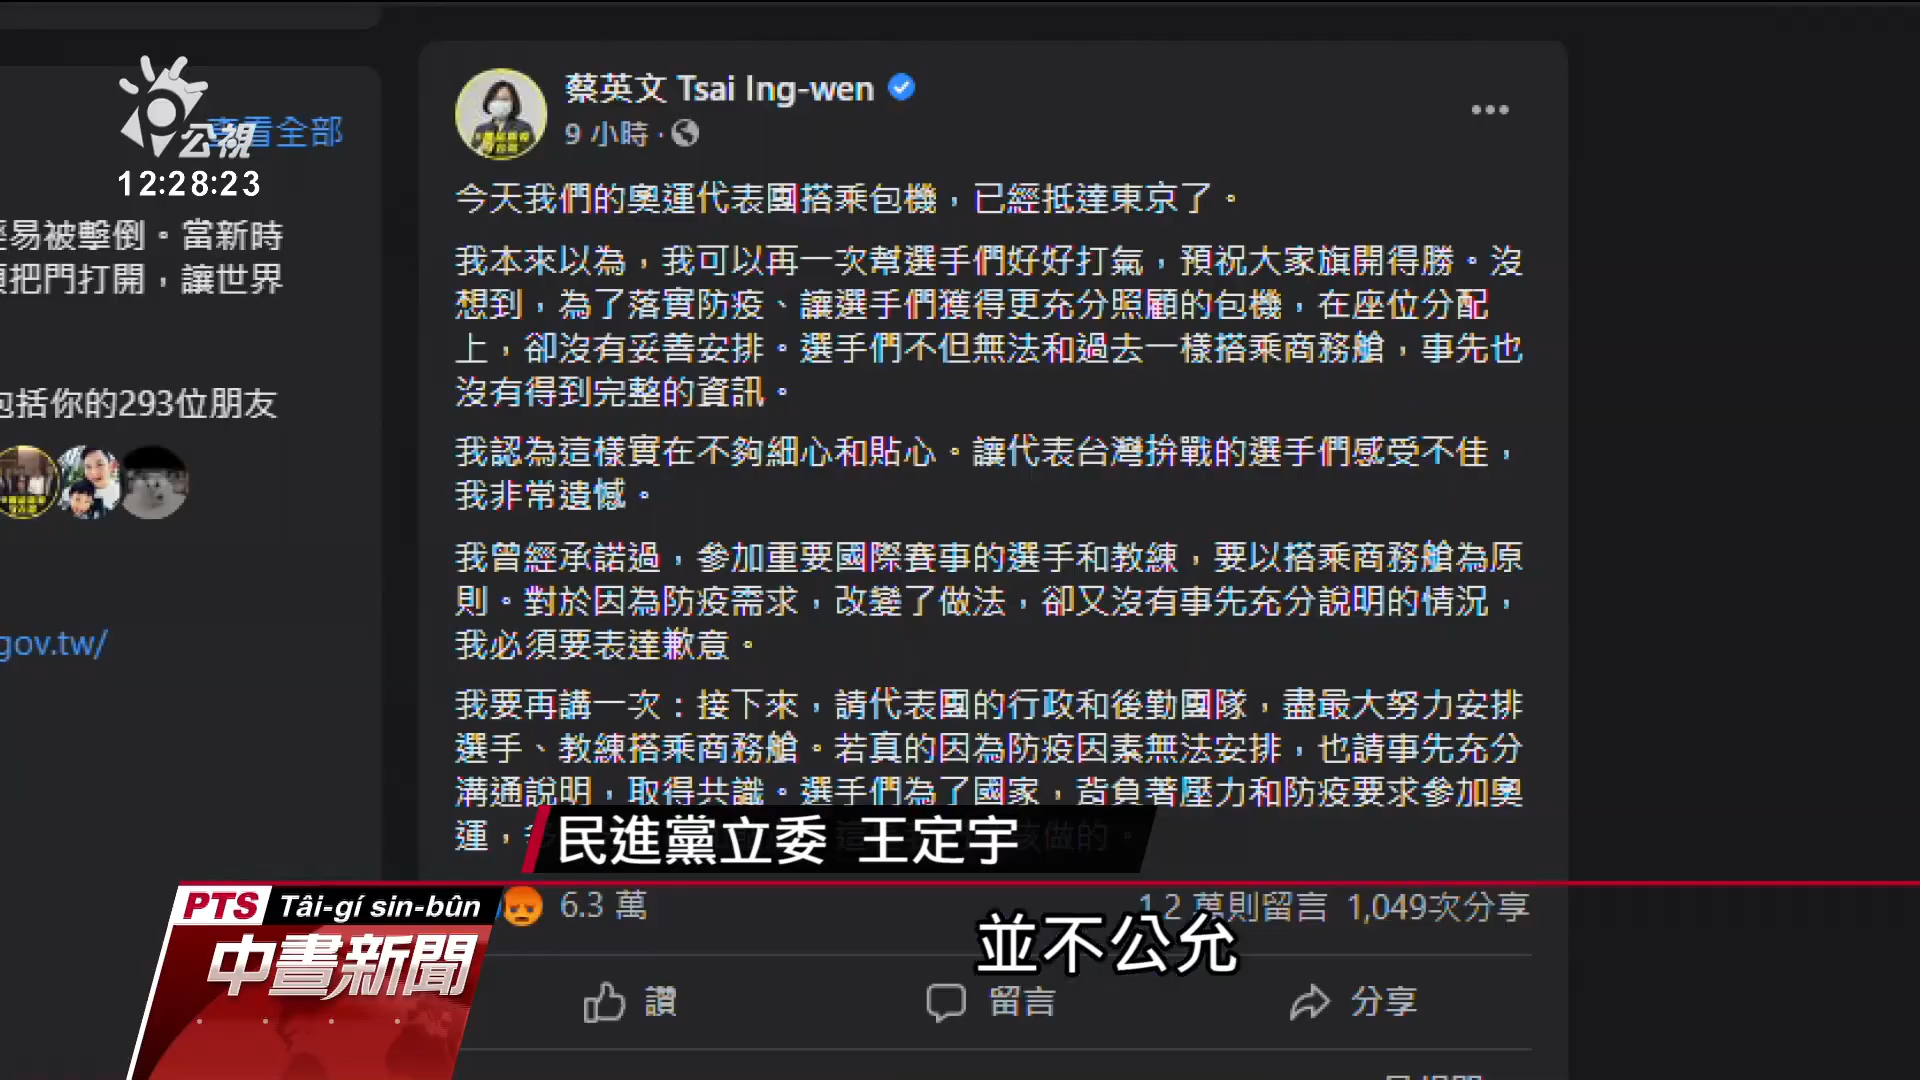 公視
查看全部
12:28:23
易被擊倒。當新時
把門打開，讓世界
包括你的293位朋友
gov.tw/
蔡英文 Tsai Ing-wen
9 小時 ·
今天我們的奧運代表團搭乘包機，已經抵達東京了。
我本來以為，我可以再一次幫選手們好好打氣，預祝大家旗開得勝。沒
想到，為了落實防疫、讓選手們獲得更充分照顧的包機，在座位分配
上，卻沒有妥善安排。選手們不但無法和過去一樣搭乘商務艙，事先也
沒有得到完整的資訊。
我認為這樣實在不夠細心和貼心。讓代表台灣拚戰的選手們感受不佳，
我非常遺憾。
我曾經承諾過，參加重要國際賽事的選手和教練，要以搭乘商務艙為原
則。對於因為防疫需求，改變了做法，卻又沒有事先充分說明的情況，
我必須要表達歉意。
我要再講一次：接下來，請代表團的行政和後勤團隊，盡最大努力安排
選手、教練搭乘商務艙。若真的因為防疫因素無法安排，也請事先充分
溝通說明，取得共識。選手們為了國家，背負著壓力和防疫要求參加奧
運，
做的。
民進黨立委 王定宇
6.3 萬
1.2 萬則留言 1,049次分享
PTS Tâi-gí sin-bûn
中晝新聞
並不公允
讚
留言
分享